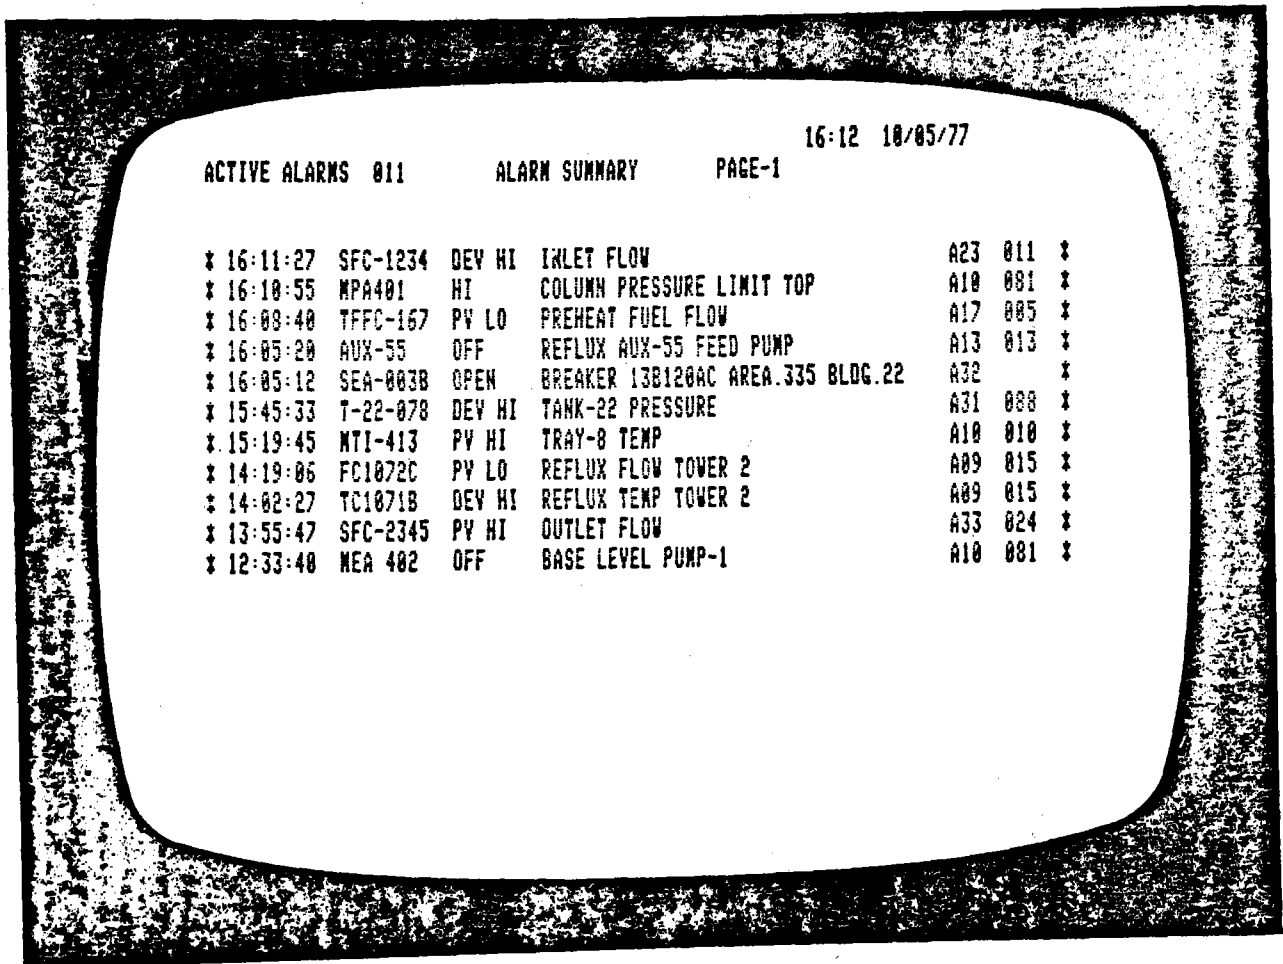 16:12 10/05/77
ACTIVE ALARMS 011 ALARM SUMMARY PAGE-1
* 16:11:27 SFC-1234 DEV HI INLET FLOW A23 011 *
* 16:10:55 MPA401 HI COLUMN PRESSURE LIMIT TOP A10 081 *
* 16:08:40 TFFC-167 PV LO PREHEAT FUEL FLOW A17 005 *
* 16:05:20 AUX-55 OFF REFLUX AUX-55 FEED PUMP A13 013 *
* 16:05:12 SEA-003B OPEN BREAKER 13B120AC AREA.335 BLDG.22 A32 *
* 15:45:33 T-22-078 DEV HI TANK-22 PRESSURE A31 088 *
* 15:19:45 MTI-413 PV HI TRAY-8 TEMP A10 010 *
* 14:19:06 FC1072C PV LO REFLUX FLOW TOWER 2 A09 015 *
* 14:02:27 TC1071B DEV HI REFLUX TEMP TOWER 2 A09 015 *
* 13:55:47 SFC-2345 PV HI OUTLET FLOW A33 024 *
* 12:33:40 MEA 402 OFF BASE LEVEL PUMP-1 A10 081 *